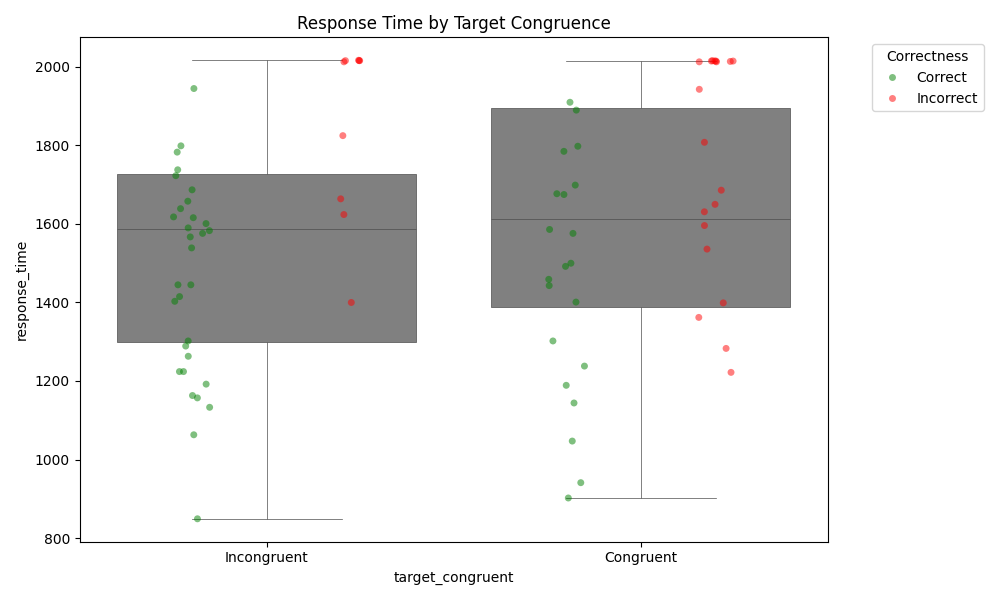 Response Time by Target Congruence
Correctness
Correct
Incorrect
response_time
2000
1800
1600
1400
1200
1000
800
Incongruent
Congruent
target_congruent